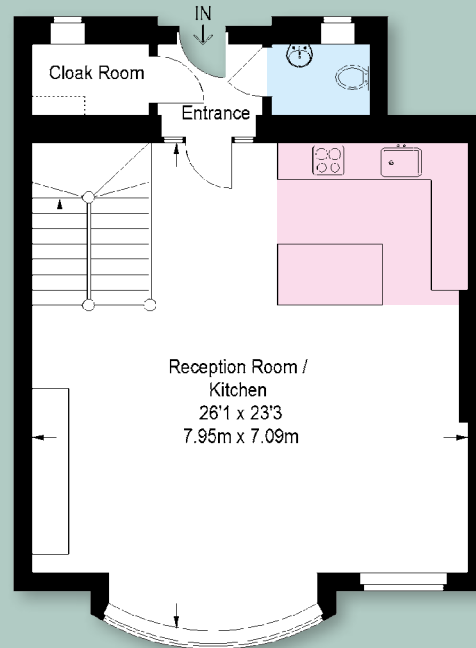 IN
Cloak Room
Entrance
Reception Room /
Kitchen
26'1 x 23'3
7.95m x 7.09m